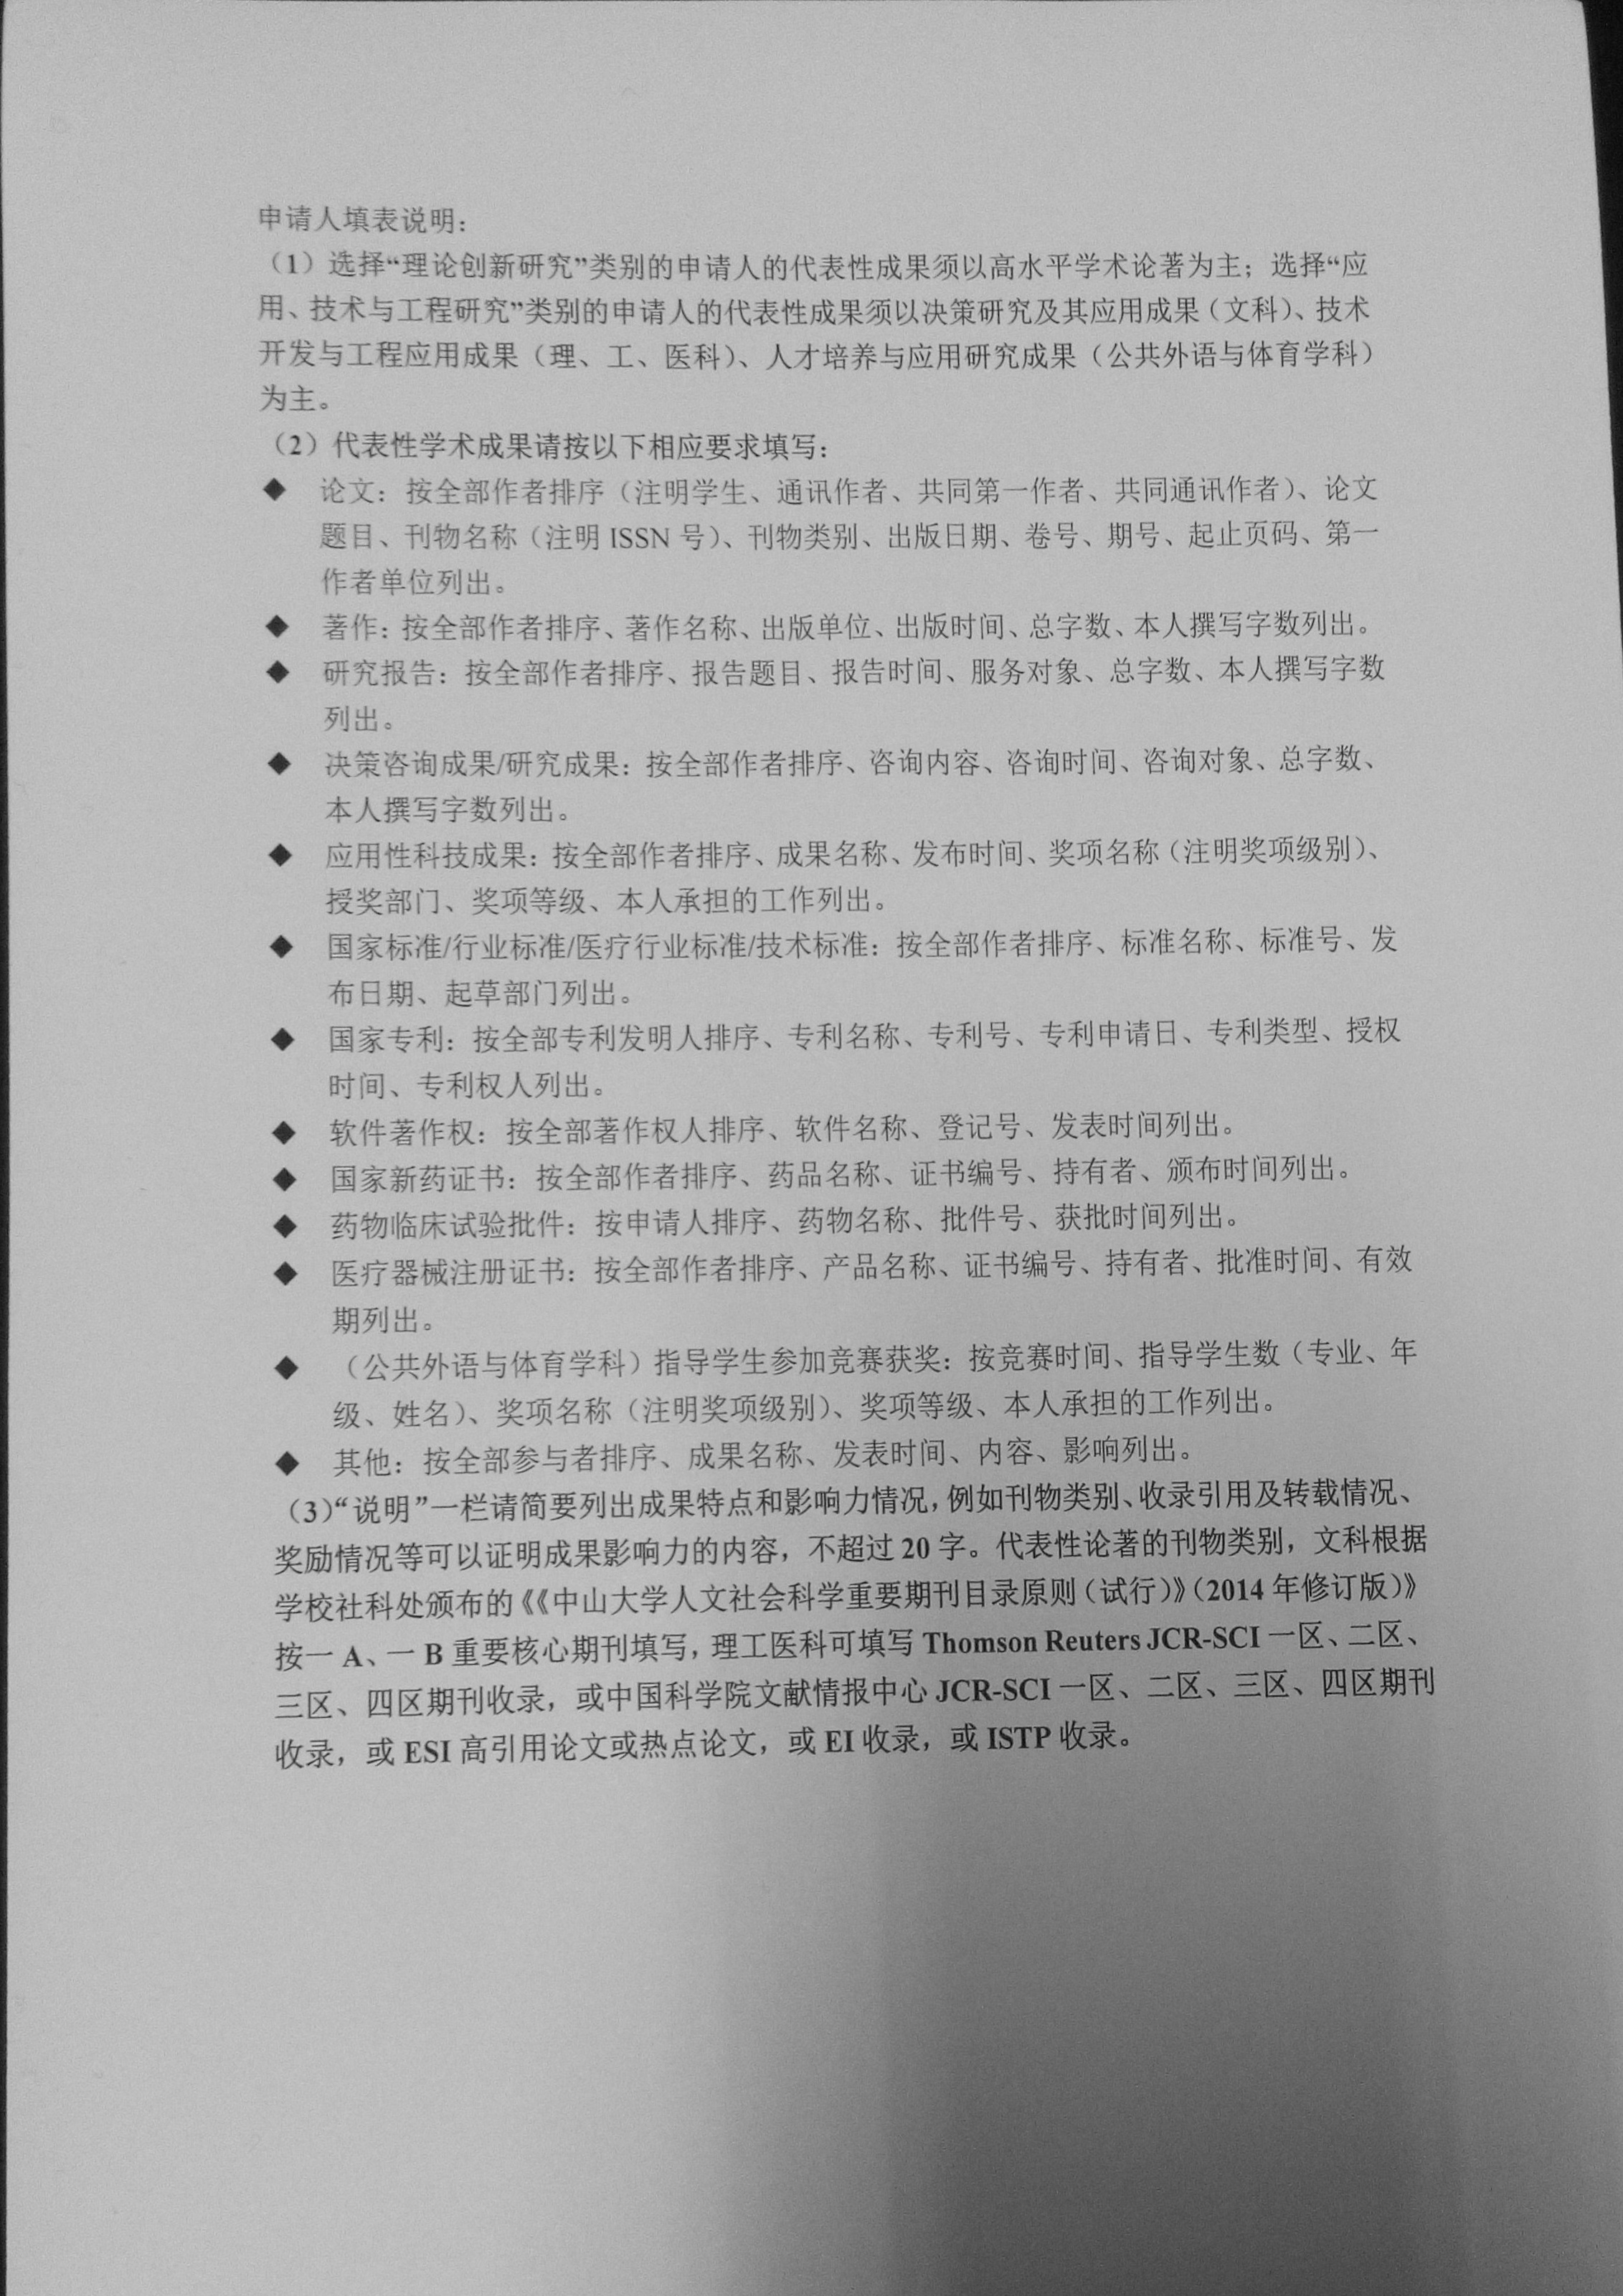 申请人填表说明：
（1）选择“理论创新研究”类别的申请人的代表性成果须以高水平学术论著为主；选择“应
用、技术与工程研究”类别的申请人的代表性成果须以决策研究及其应用成果（文科）、技术
开发与工程应用成果（理、工、医科）、人才培养与应用研究成果（公共外语与体育学科）
为主。
（2）代表性学术成果请按以下相应要求填写：
◆ 论文：按全部作者排序（注明学生、通讯作者、共同第一作者、共同通讯作者）、论文
题目、刊物名称（注明 ISSN 号）、刊物类别、出版日期、卷号、期号、起止页码、第一
作者单位列出。
◆ 著作：按全部作者排序、著作名称、出版单位、出版时间、总字数、本人撰写字数列出。
◆ 研究报告：按全部作者排序、报告题目、报告时间、服务对象、总字数、本人撰写字数
列出。
◆ 决策咨询成果/研究成果：按全部作者排序、咨询内容、咨询时间、咨询对象、总字数、
本人撰写字数列出。
◆ 应用性科技成果：按全部作者排序、成果名称、发布时间、奖项名称（注明奖项级别）、
授奖部门、奖项等级、本人承担的工作列出。
◆ 国家标准/行业标准/医疗行业标准/技术标准：按全部作者排序、标准名称、标准号、发
布日期、起草部门列出。
◆ 国家专利：按全部专利发明人排序、专利名称、专利号、专利申请日、专利类型、授权
时间、专利权人列出。
◆ 软件著作权：按全部著作权人排序、软件名称、登记号、发表时间列出。
◆ 国家新药证书：按全部作者排序、药品名称、证书编号、持有者、颁布时间列出。
◆ 药物临床试验批件：按申请人排序、药物名称、批件号、获批时间列出。
◆ 医疗器械注册证书：按全部作者排序、产品名称、证书编号、持有者、批准时间、有效
期列出。
◆ （公共外语与体育学科）指导学生参加竞赛获奖：按竞赛时间、指导学生数（专业、年
级、姓名）、奖项名称（注明奖项级别）、奖项等级、本人承担的工作列出。
◆ 其他：按全部参与者排序、成果名称、发表时间、内容、影响列出。
（3）“说明”一栏请简要列出成果特点和影响力情况，例如刊物类别、收录引用及转载情况、
奖励情况等可以证明成果影响力的内容，不超过 20 字。代表性论著的刊物类别，文科根据
学校社科处颁布的《《中山大学人文社会科学重要期刊目录原则（试行）》（2014 年修订版）》
按一 A、一 B 重要核心期刊填写，理工医科可填写 Thomson Reuters JCR-SCI 一区、二区、
三区、四区期刊收录，或中国科学院文献情报中心 JCR-SCI 一区、二区、三区、四区期刊
收录，或 ESI 高引用论文或热点论文，或 EI 收录，或 ISTP 收录。